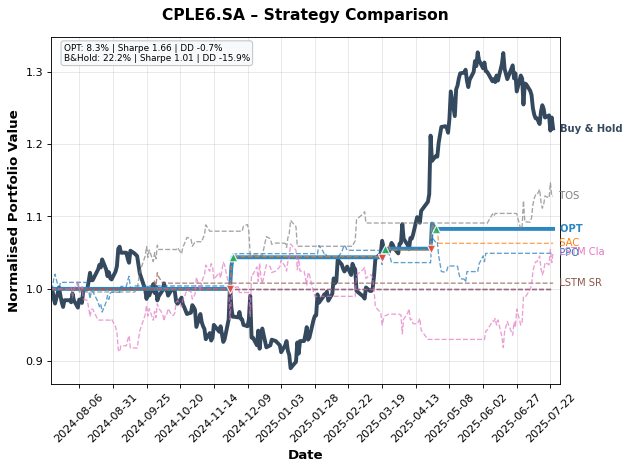 CPLE6.SA – Strategy Comparison
OPT: 8.3% | Sharpe 1.66 | DD -0.7%
B&Hold: 22.2% | Sharpe 1.01 | DD -15.9%
Normalised Portfolio Value
1.3
1.2
1.1
1.0
0.9
Buy & Hold
TOS
OPT
SAC
LSTM SR
2024-08-06
2024-08-31
2024-09-25
2024-10-20
2024-11-14
2024-12-09
2025-01-03
2025-01-28
2025-02-22
2025-03-19
2025-04-13
2025-05-08
2025-06-02
2025-06-27
2025-07-22
Date